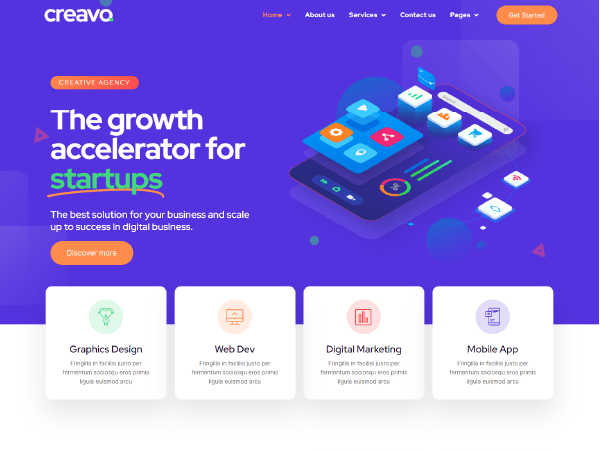 creavo
Home About us Services Contact us Pages Get Started
CREATIVE AGENCY
The growth
accelerator for
startups
The best solution for your business and scale
up to success in digital business.
Discover more
Graphics Design
Fringilla in facilisi justo per
fermentum sociosqu eros primis
ligula euismod arcu
Web Dev
Fringilla in facilisi justo per
fermentum sociosqu eros primis
ligula euismod arcu
Digital Marketing
Fringilla in facilisi justo per
fermentum sociosqu eros primis
ligula euismod arcu
Mobile App
Fringilla in facilisi justo per
fermentum sociosqu eros primis
ligula euismod arcu